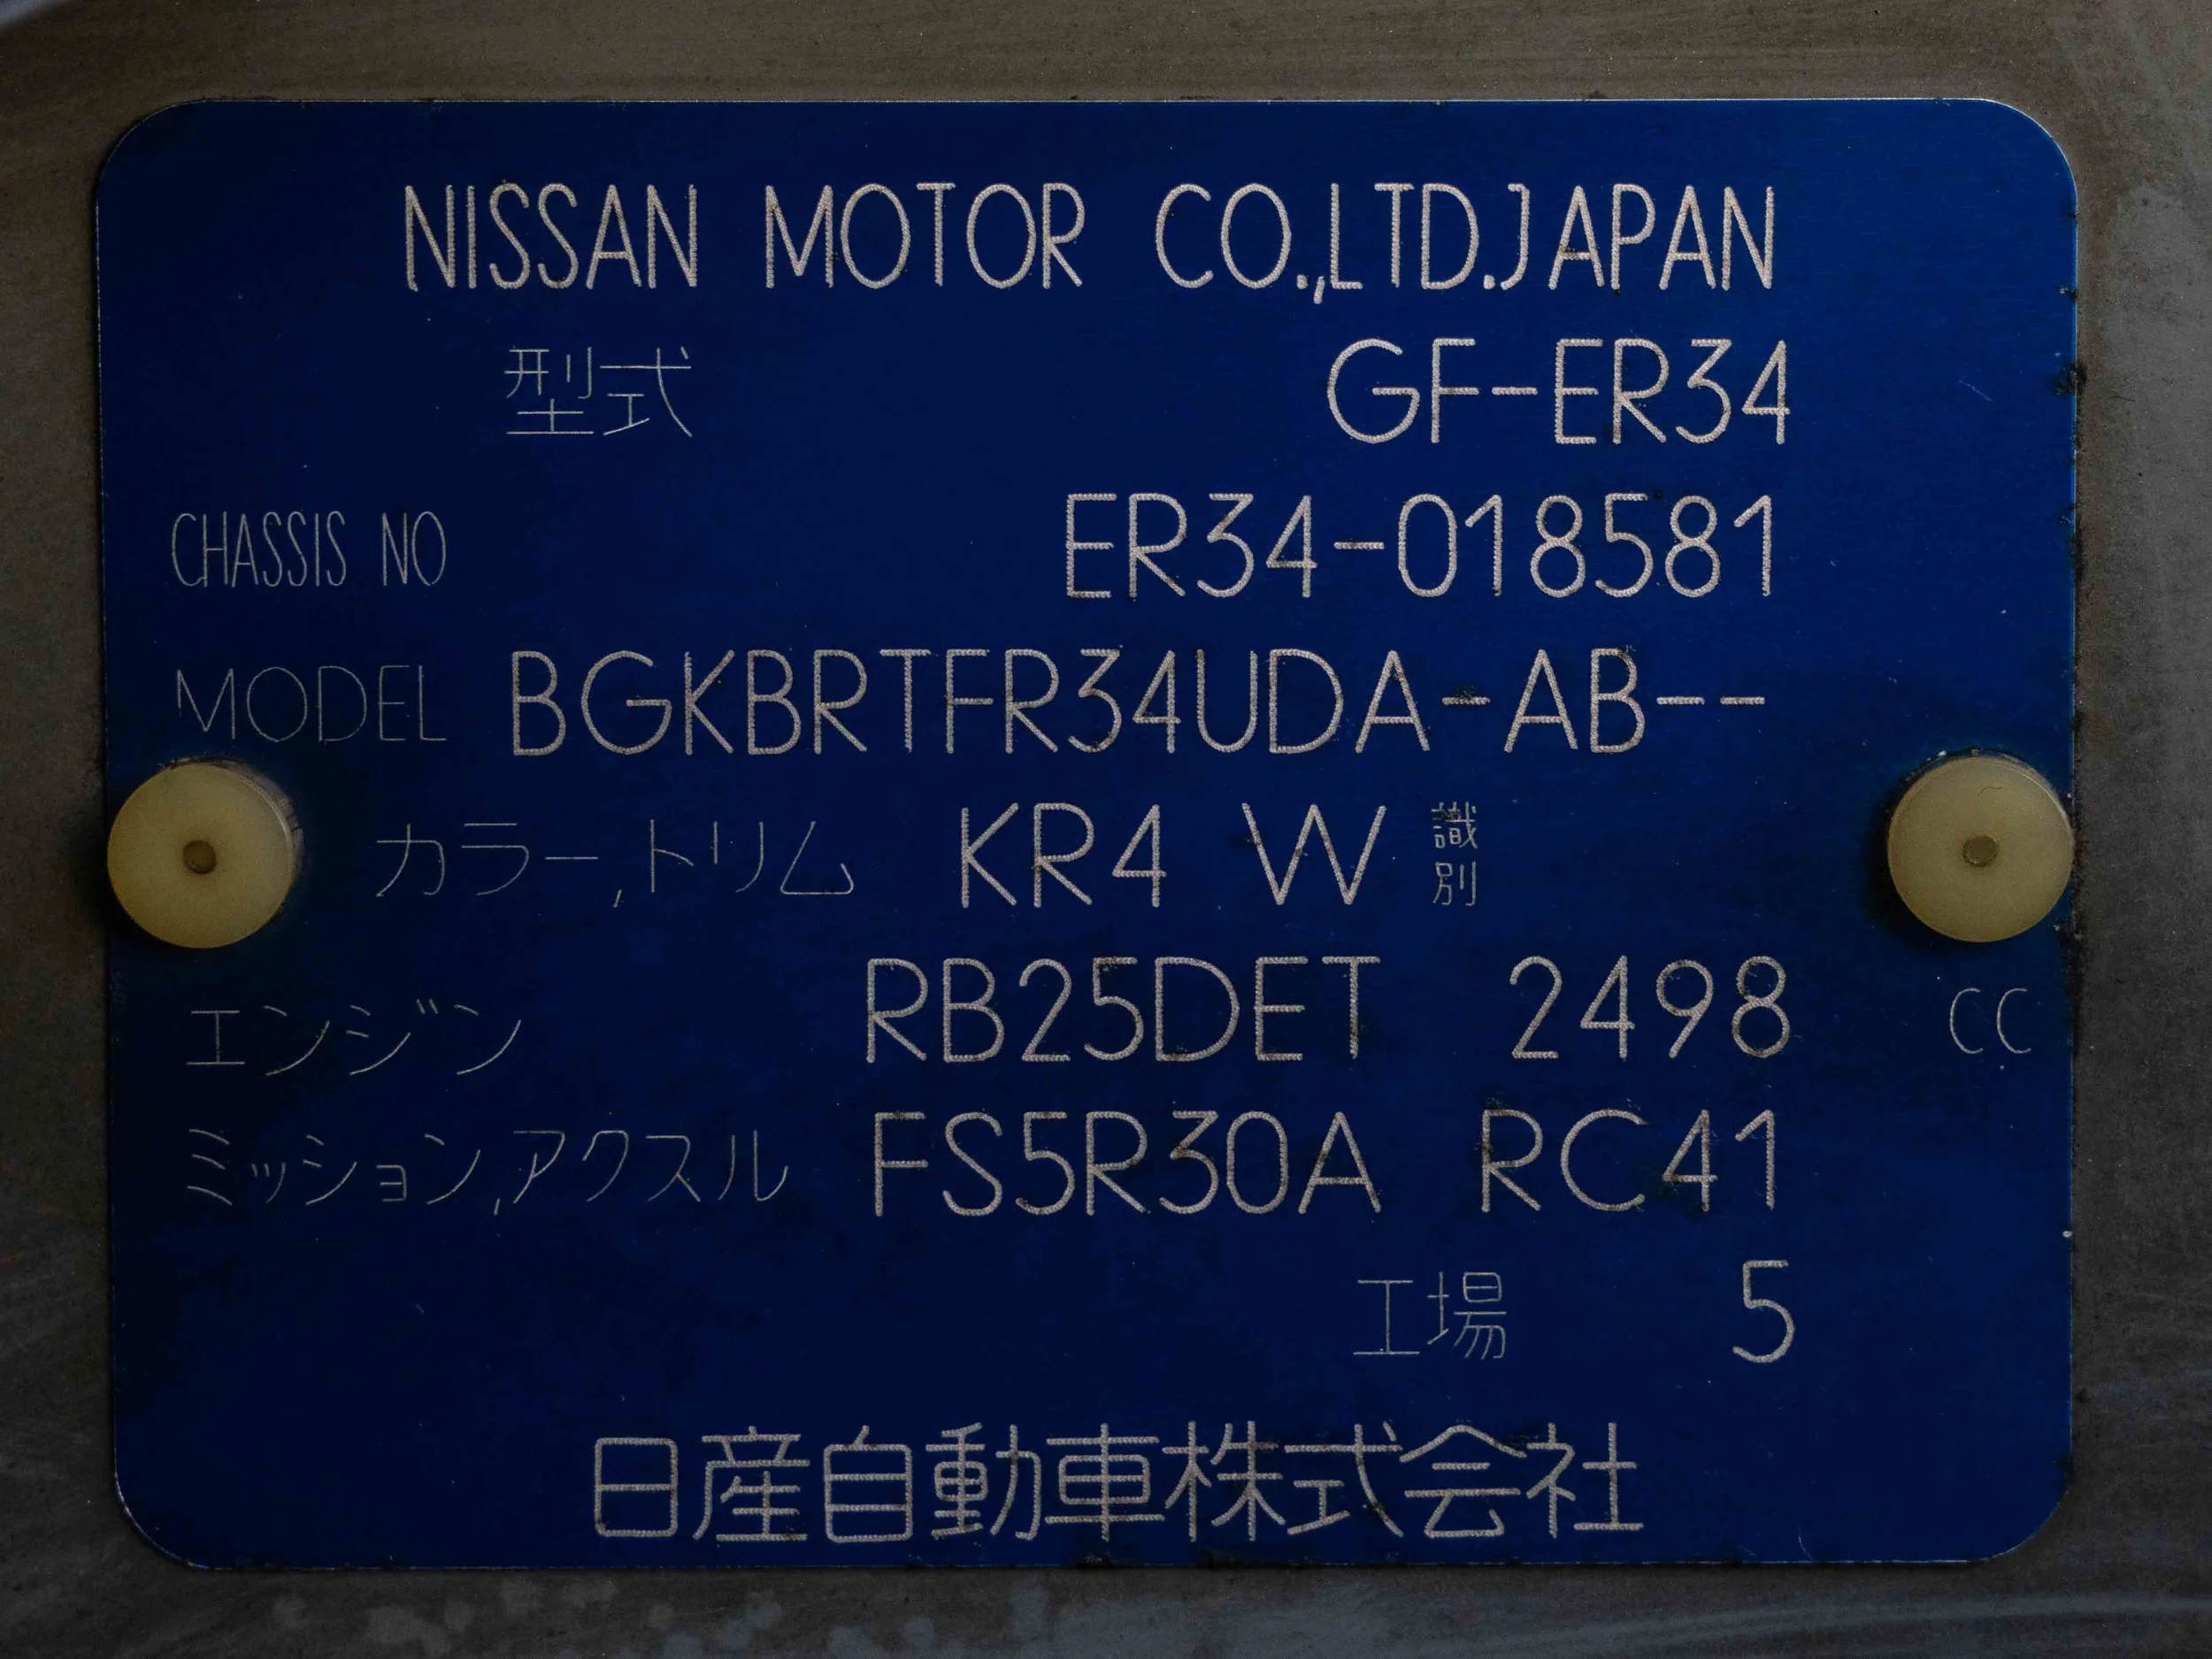 NISSAN MOTOR CO.,LTD.JAPAN
型式 GF-ER34
CHASSIS NO ER34-018581
MODEL BGKBRTFR34UDA-AB--
カラー,トリム KR4 W 識別
エンジン RB25DET 2498 CC
ミッション,アクスル FS5R30A RC41
工場 5
日産自動車株式会社